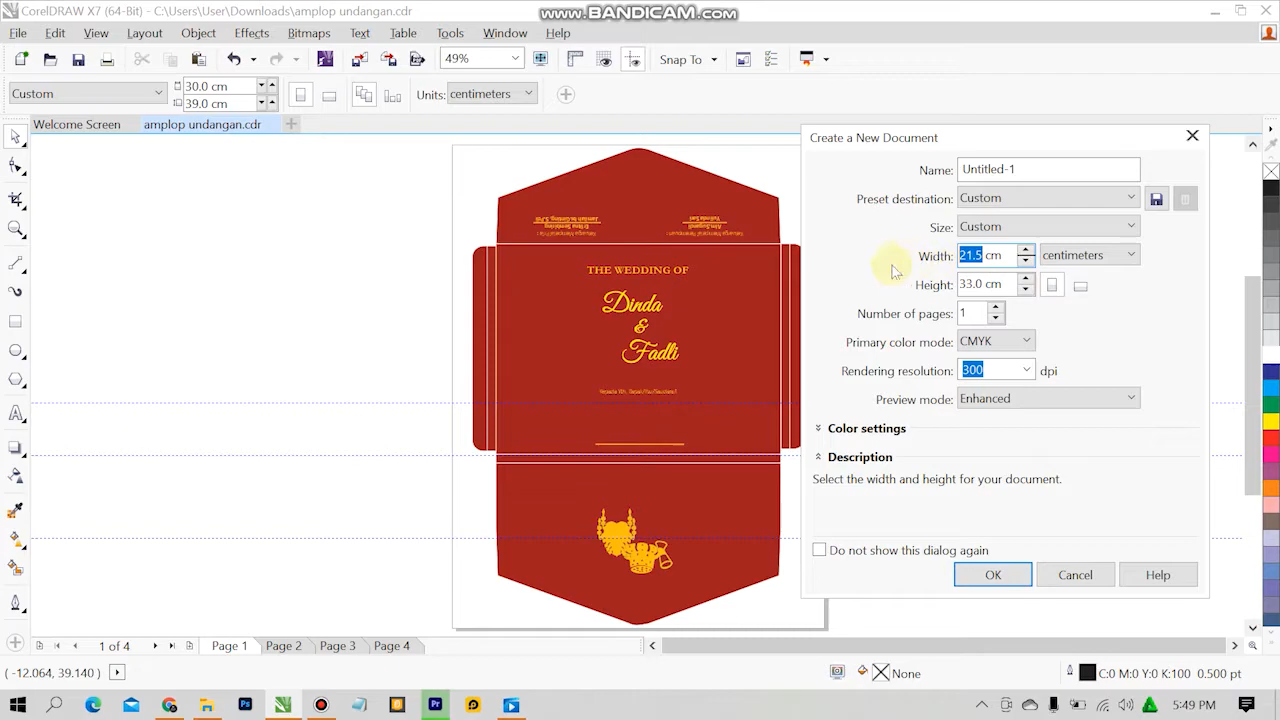 CorelDRAW X7 (64-Bit) - C:\Users\User\Downloads\amplop undangan.cdr
www.BANDICAM.com
File Edit View Layout Object Effects Bitmaps Text Table Tools Window Help
49%
Snap To
Custom
30.0 cm
39.0 cm
Units: centimeters
Welcome Screen
amplop undangan.cdr
THE WEDDING OF
Dinda
&
Fadli
Create a New Document
Name: Untitled-1
Preset destination: Custom
Size: Custom
Width: 21.5 cm centimeters
Height: 33.0 cm
Number of pages: 1
Primary color mode: CMYK
Rendering resolution: 300 dpi
Preview mode: Enhanced
Color settings
Description
Select the width and height for your document.
Do not show this dialog again
OK Cancel Help
1 of 4
Page 1 Page 2 Page 3 Page 4
( -12.064, 39.140 )
None
C:0 M:0 Y:0 K:100 0.500 pt
Ps
Pr
5:49 PM